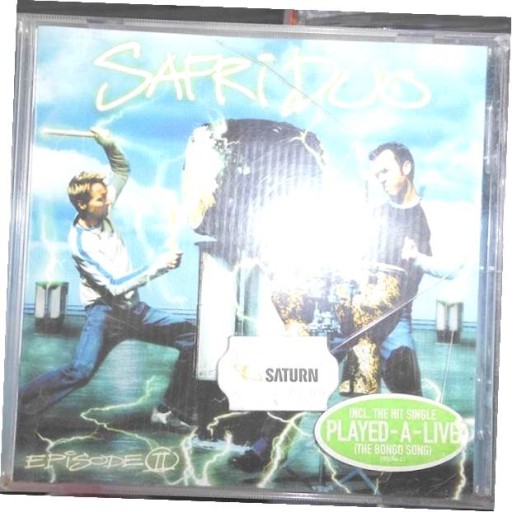 SAFRi DUO
SATURN
INCL. THE HIT SINGLE
PLAYED-A-LIVE
(THE BONGO SONG)
EPiSODE II